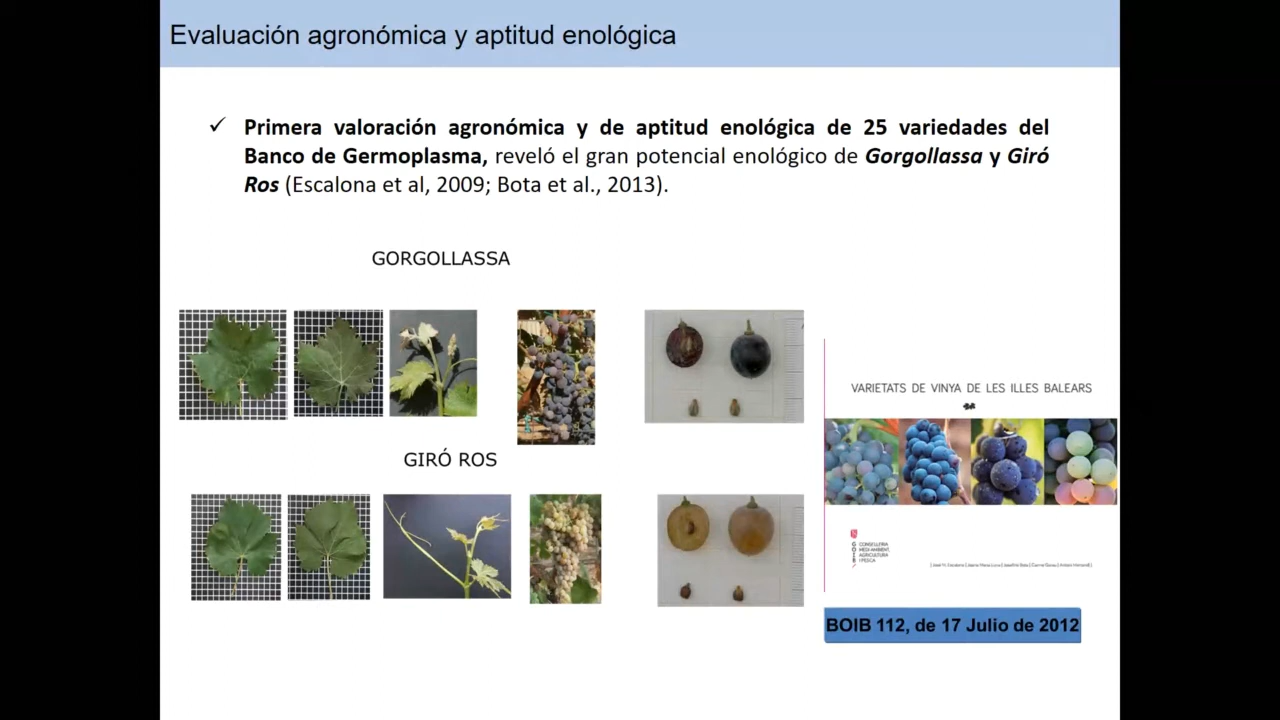 Evaluación agronómica y aptitud enológica
✓ Primera valoración agronómica y de aptitud enológica de 25 variedades del
Banco de Germoplasma, reveló el gran potencial enológico de Gorgollassa y Giró
Ros (Escalona et al, 2009; Bota et al., 2013).
GORGOLLASSA
GIRÓ ROS
VARIETATS DE VINYA DE LES ILLES BALEARS
GOIB
CONSELLERIA
MEDI AMBIENT,
AGRICULTURA
I PESCA
BOIB 112, de 17 Julio de 2012